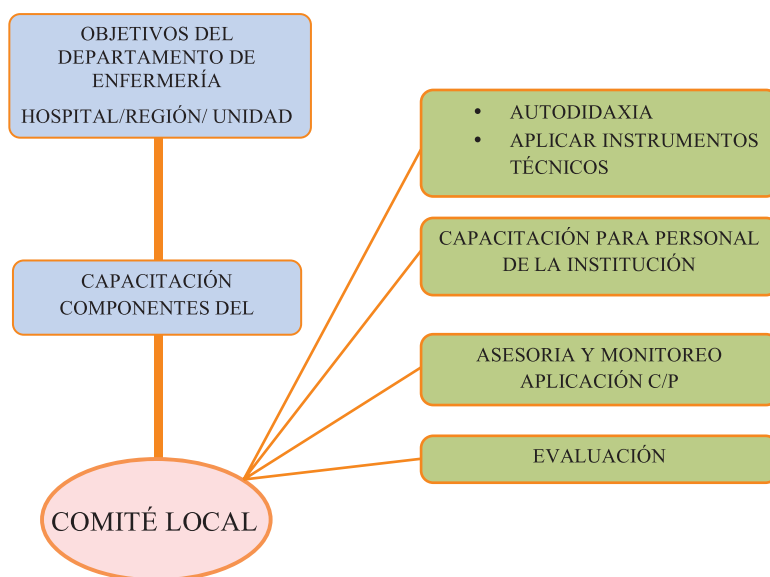 OBJETIVOS DEL
DEPARTAMENTO DE
ENFERMERÍA
HOSPITAL/REGIÓN/ UNIDAD
CAPACITACIÓN
COMPONENTES DEL
COMITÉ LOCAL
• AUTODIDAXIA
• APLICAR INSTRUMENTOS
TÉCNICOS
CAPACITACIÓN PARA PERSONAL
DE LA INSTITUCIÓN
ASESORIA Y MONITOREO
APLICACIÓN C/P
EVALUACIÓN